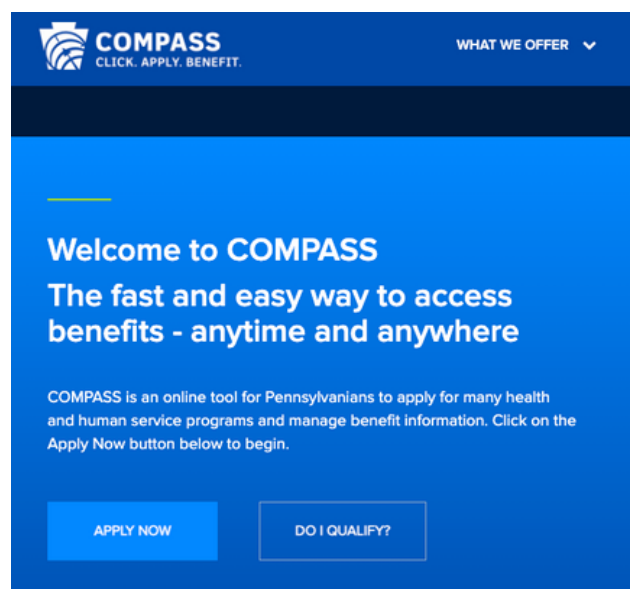 COMPASS
CLICK. APPLY. BENEFIT.
WHAT WE OFFER
Welcome to COMPASS
The fast and easy way to access
benefits - anytime and anywhere
COMPASS is an online tool for Pennsylvanians to apply for many health
and human service programs and manage benefit information. Click on the
Apply Now button below to begin.
APPLY NOW
DO I QUALIFY?